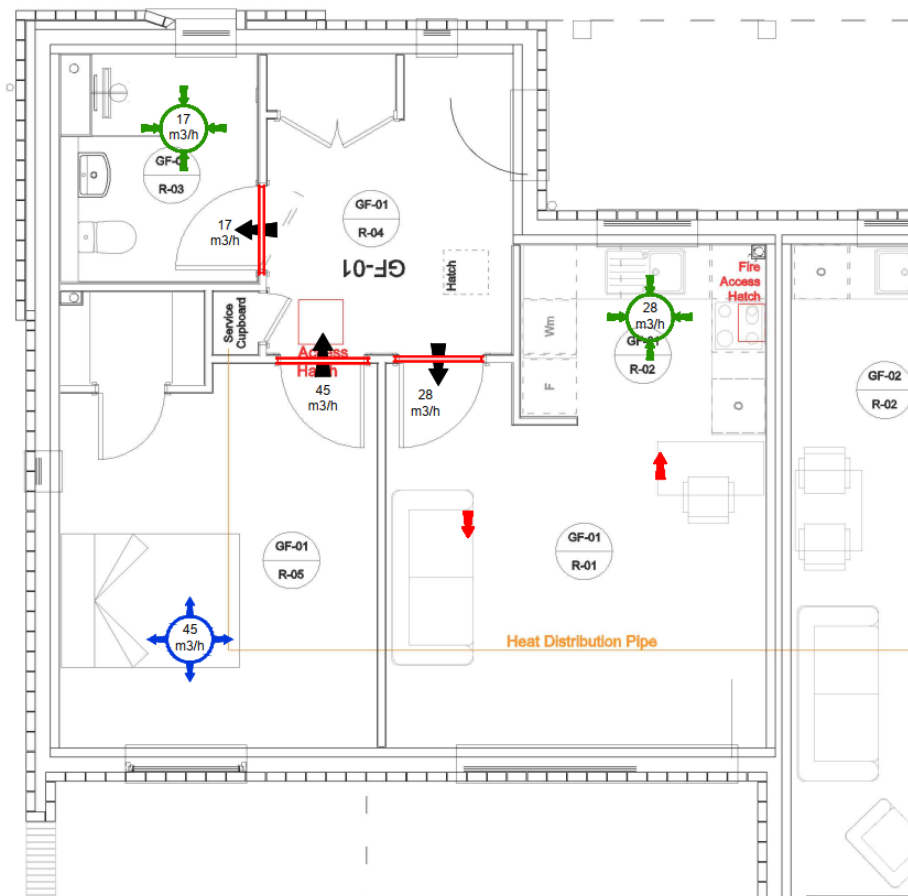 17
m3/h
GF-0
R-03
17
m3/h
GF-01
R-04
GF-01
Hatch
Service
Cupboard
Access
Hatch
45
m3/h
28
m3/h
Fire
Access
Hatch
28
m3/h
GF-01
R-02
Wm
F
GF-02
R-02
GF-01
R-05
GF-01
R-01
45
m3/h
Heat Distribution Pipe